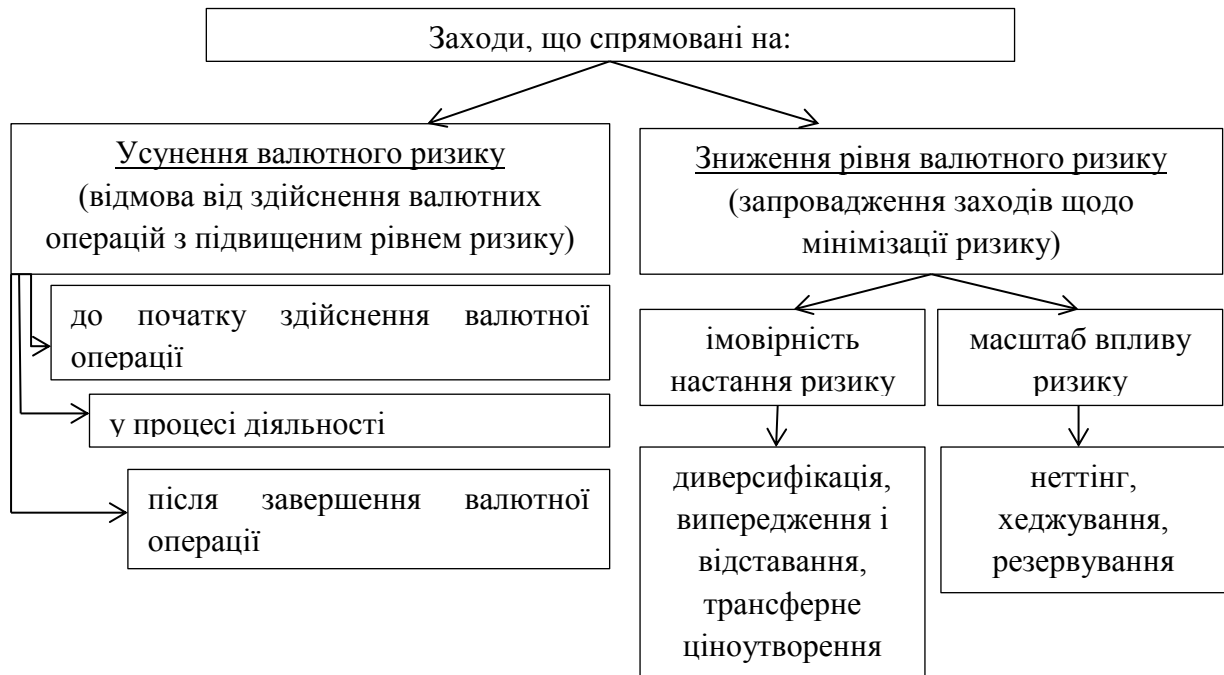 Заходи, що спрямовані на:
Усунення валютного ризику
(відмова від здійснення валютних
операцій з підвищеним рівнем ризику)
до початку здійснення валютної
операції
у процесі діяльності
після завершення валютної
операції
Зниження рівня валютного ризику
(запровадження заходів щодо
мінімізації ризику)
імовірність
настання ризику
масштаб впливу
ризику
диверсифікація,
випередження і
відставання,
трансферне
ціноутворення
неттінг,
хеджування,
резервування